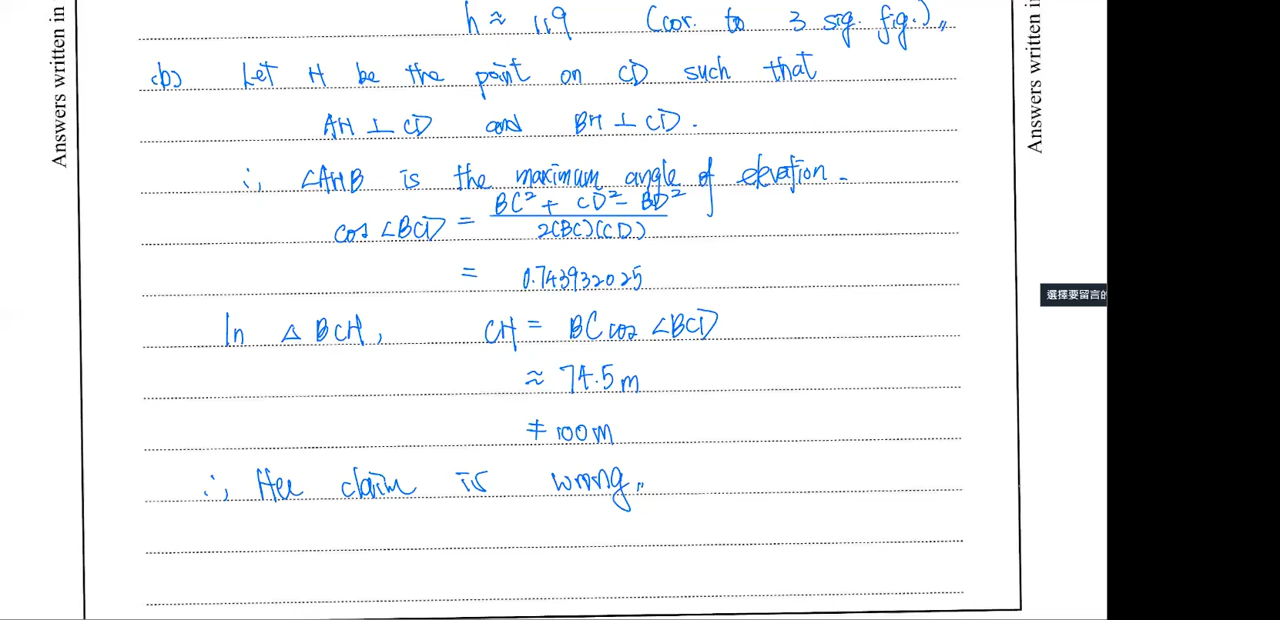 h ≈ 119 (cor. to 3 sig. fig.)〃
(b) Let H be the point on CD such that
AH ⊥ CD and BH ⊥ CD.
∴ ∠AHB is the maximum angle of elevation.
cos ∠BCD = (BC² + CD² - BD²) / 2(BC)(CD)
= 0.743932025
In △BCH, CH = BC cos ∠BCD
≈ 74.5 m
≠ 100 m
∴ Her claim is wrong〃
Answers written in
Answers written in
選擇要留言的